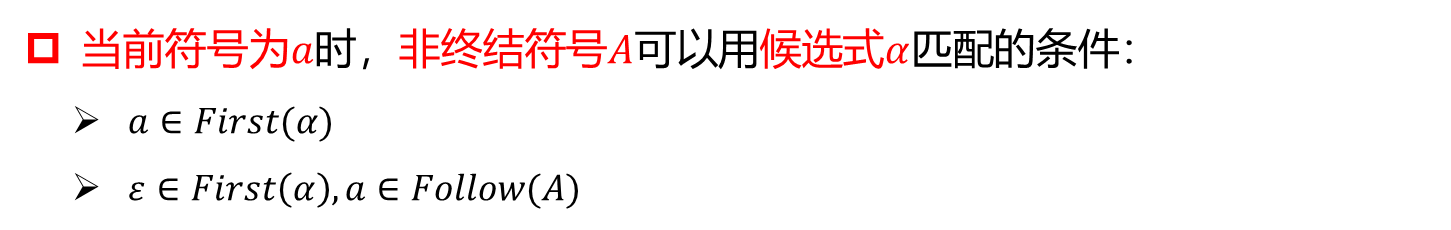 当前符号为𝑎时，非终结符号𝐴可以用候选式𝛼匹配的条件：
𝑎 ∈ 𝐹𝑖𝑟𝑠𝑡(𝛼)
𝜀 ∈ 𝐹𝑖𝑟𝑠𝑡(𝛼), 𝑎 ∈ 𝐹𝑜𝑙𝑙𝑜𝑤(𝐴)